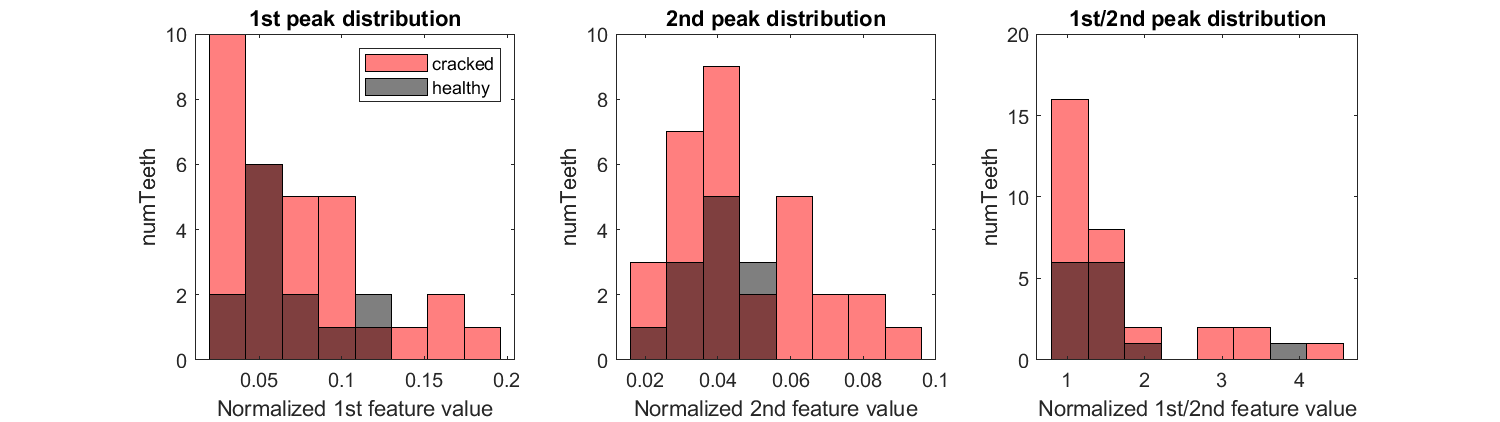 1st peak distribution
numTeeth
10
8
6
4
2
0
cracked
healthy
0.05
0.1
0.15
0.2
Normalized 1st feature value
2nd peak distribution
numTeeth
10
8
6
4
2
0
0.02
0.04
0.06
0.08
0.1
Normalized 2nd feature value
1st/2nd peak distribution
numTeeth
20
15
10
5
0
1
2
3
4
Normalized 1st/2nd feature value